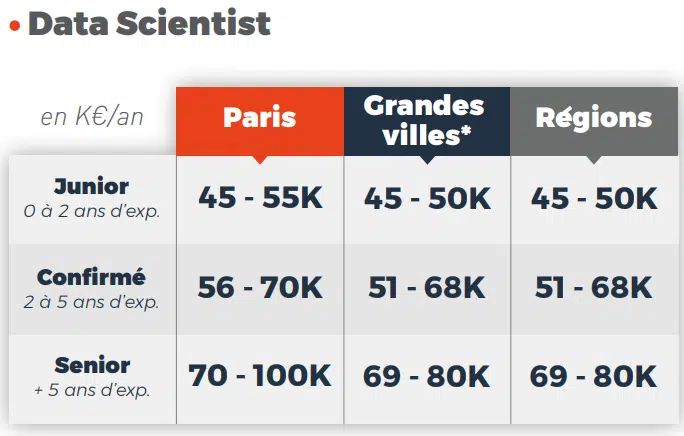 • Data Scientist
en K€/an
Paris
Grandes
villes*
Régions
Junior
0 à 2 ans d'exp.
45 - 55K
45 - 50K
45 - 50K
Confirmé
2 à 5 ans d'exp.
56 - 70K
51 - 68K
51 - 68K
Senior
+ 5 ans d'exp.
70 - 100K
69 - 80K
69 - 80K